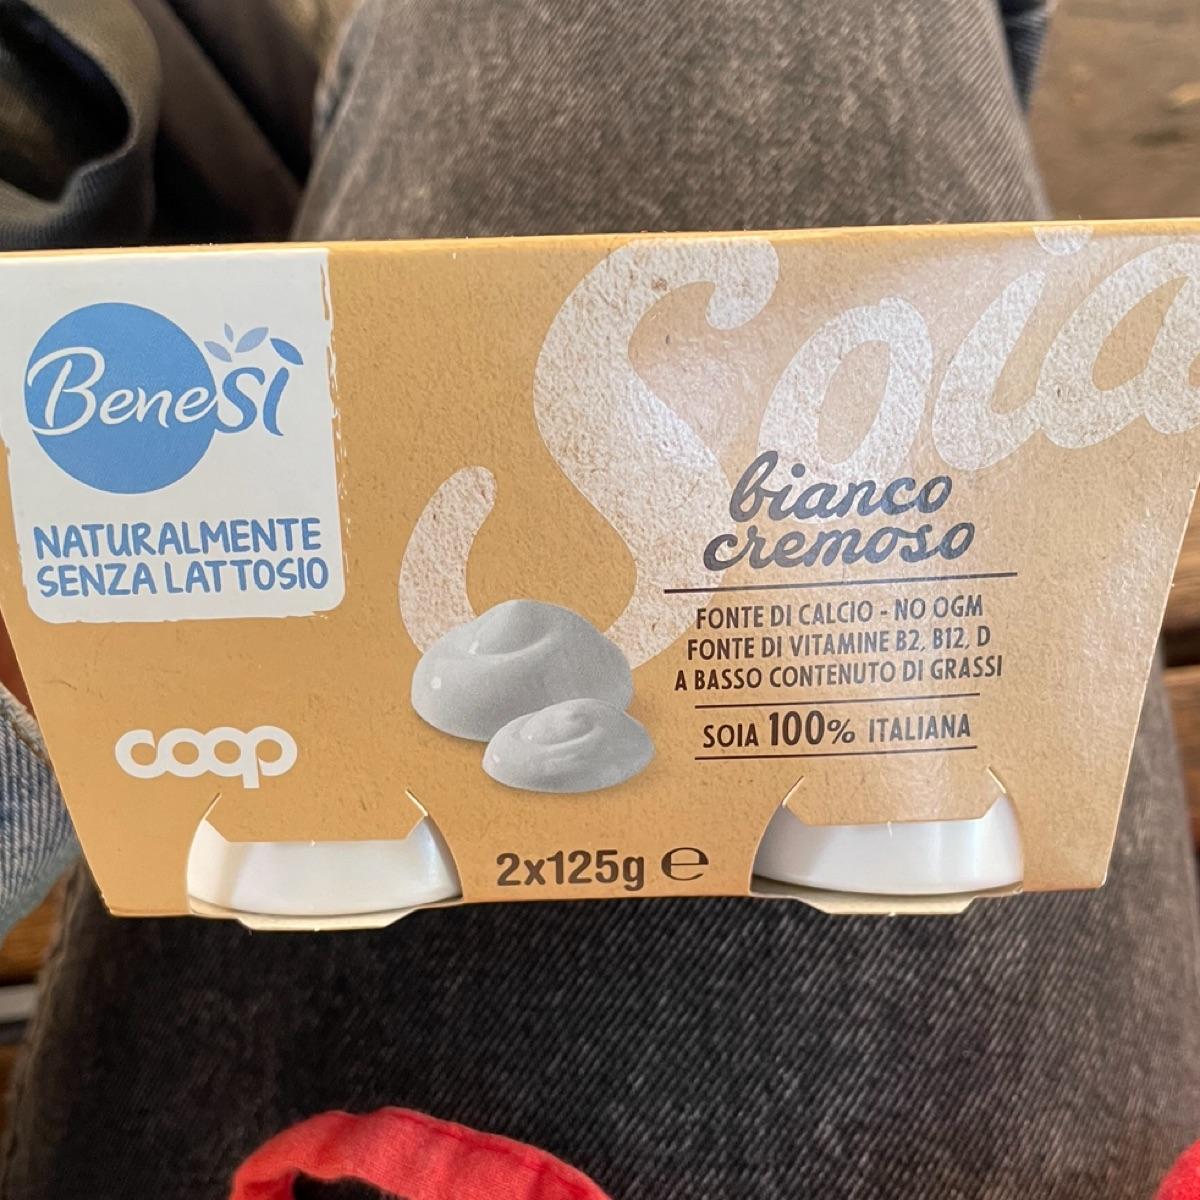 Soia
BeneSì
NATURALMENTE
SENZA LATTOSIO
bianco
cremoso
FONTE DI CALCIO - NO OGM
FONTE DI VITAMINE B2, B12, D
A BASSO CONTENUTO DI GRASSI
SOIA 100% ITALIANA
coop
2x125g ℮